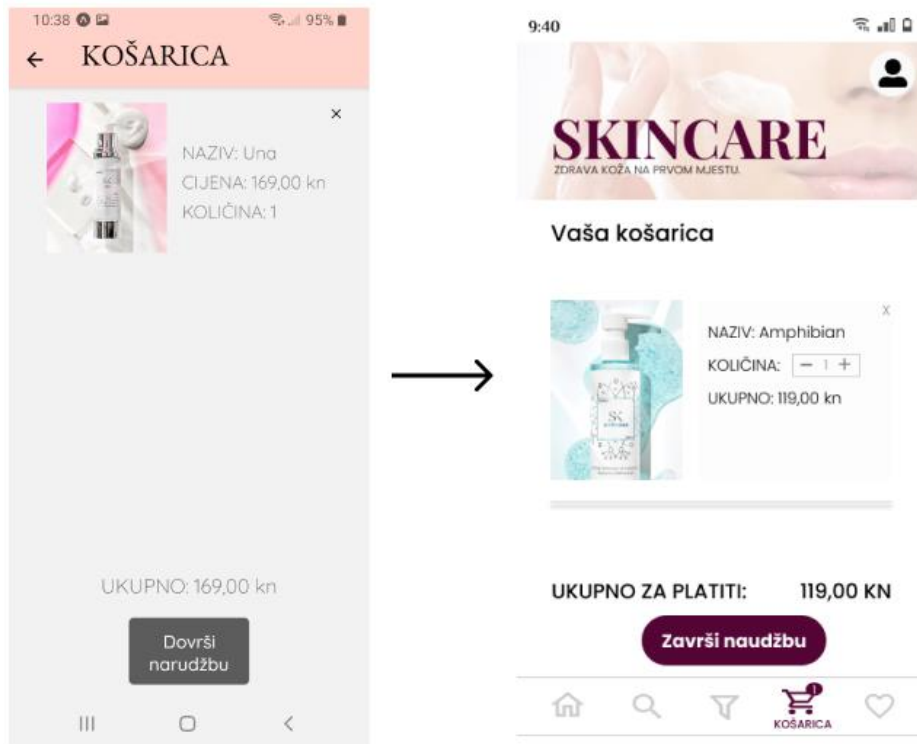 10:38
95%
KOŠARICA
NAZIV: Una
CIJENA: 169,00 kn
KOLIČINA: 1
UKUPNO: 169,00 kn
Dovrši
narudžbu
9:40
SKINCARE
ZDRAVA KOŽA NA PRVOM MJESTU.
Vaša košarica
X
NAZIV: Amphibian
KOLIČINA: − 1 +
UKUPNO: 119,00 kn
SK
UKUPNO ZA PLATITI: 119,00 KN
Završi naudžbu
1
KOŠARICA